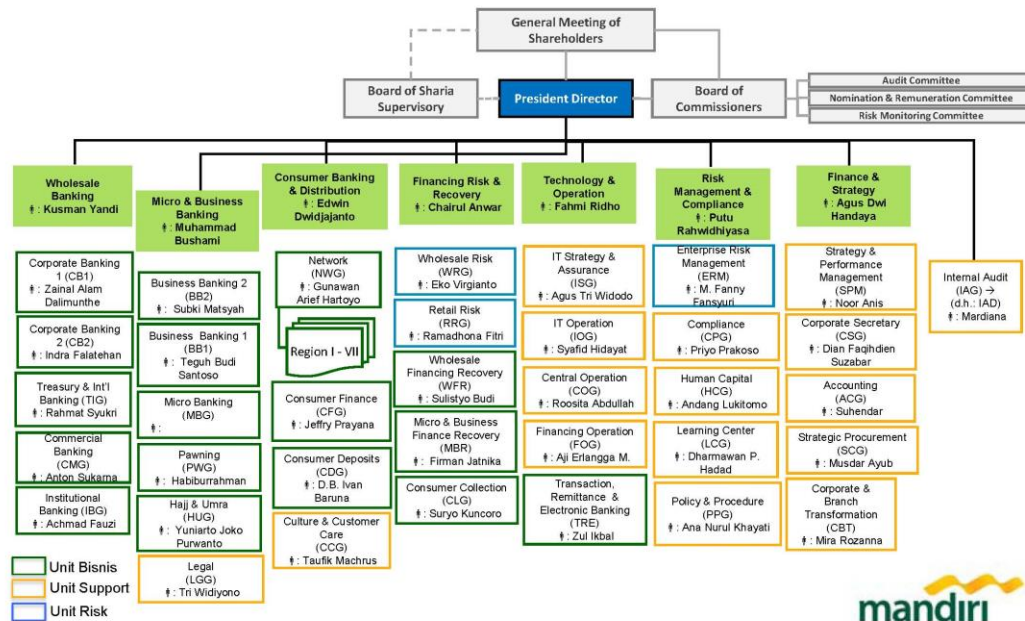 General Meeting of
Shareholders
Board of Sharia
Supervisory
President Director
Board of
Commissioners
Audit Committee
Nomination & Remuneration Committee
Risk Monitoring Committee
Wholesale
Banking
: Kusman Yandi
Micro & Business
Banking
: Muhammad
Bushami
Consumer Banking
& Distribution
: Edwin
Dwidjajanto
Financing Risk &
Recovery
: Chairul Anwar
Technology &
Operation
: Fahmi Ridho
Risk
Management &
Compliance
: Putu
Rahwidhiyasa
Finance &
Strategy
: Agus Dwi
Handaya
Corporate Banking
1 (CB1)
: Zainal Alam
Dalimunthe
Corporate Banking
2 (CB2)
: Indra Falatehan
Treasury & Int'l
Banking (TIG)
: Rahmat Syukri
Commercial
Banking
(CMG)
: Anton Sukarna
Institutional
Banking (IBG)
: Achmad Fauzi
Business Banking 2
(BB2)
: Subki Matsyah
Business Banking 1
(BB1)
: Teguh Budi
Santoso
Micro Banking
(MBG)
:
Pawning
(PWG)
: Habiburrahman
Hajj & Umra
(HUG)
: Yuniarto Joko
Purwanto
Legal
(LGG)
: Tri Widiyono
Network
(NWG)
: Gunawan
Arief Hartoyo
Region I - VII
Consumer Finance
(CFG)
: Jeffry Prayana
Consumer Deposits
(CDG)
: D.B. Ivan
Baruna
Culture & Customer
Care
(CCG)
: Taufik Machrus
Wholesale Risk
(WRG)
: Eko Virgianto
Retail Risk
(RRG)
: Ramadhona Fitri
Wholesale
Financing Recovery
(WFR)
: Sulistyo Budi
Micro & Business
Finance Recovery
(MBR)
: Firman Jatnika
Consumer Collection
(CLG)
: Suryo Kuncoro
IT Strategy &
Assurance
(ISG)
: Agus Tri Widodo
IT Operation
(IOG)
: Syafid Hidayat
Central Operation
(COG)
: Roosita Abdullah
Financing Operation
(FOG)
: Aji Erlangga M.
Transaction,
Remittance &
Electronic Banking
(TRE)
: Zul Ikbal
Enterprise Risk
Management
(ERM)
: M. Fanny
Fansyuri
Compliance
(CPG)
: Priyo Prakoso
Human Capital
(HCG)
: Andang Lukitomo
Learning Center
(LCG)
: Dharmawan P.
Hadad
Policy & Procedure
(PPG)
: Ana Nurul Khayati
Strategy &
Performance
Management
(SPM)
: Noor Anis
Corporate Secretary
(CSG)
: Dian Faqihdien
Suzabar
Accounting
(ACG)
: Suhendar
Strategic Procurement
(SCG)
: Musdar Ayub
Corporate &
Branch
Transformation
(CBT)
: Mira Rozanna
Internal Audit
(IAG) →
(d.h.: IAD)
: Mardiana
Unit Bisnis
Unit Support
Unit Risk
mandırı